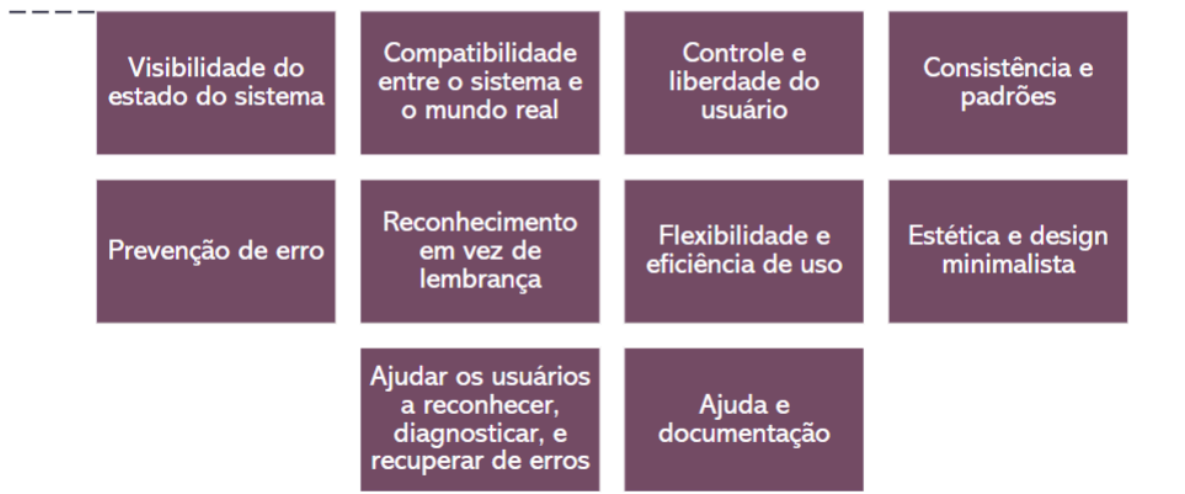 Visibilidade do
estado do sistema
Compatibilidade
entre o sistema e
o mundo real
Controle e
liberdade do
usuário
Consistência e
padrões
Prevenção de erro
Reconhecimento
em vez de
lembrança
Flexibilidade e
eficiência de uso
Estética e design
minimalista
Ajudar os usuários
a reconhecer,
diagnosticar, e
recuperar de erros
Ajuda e
documentação